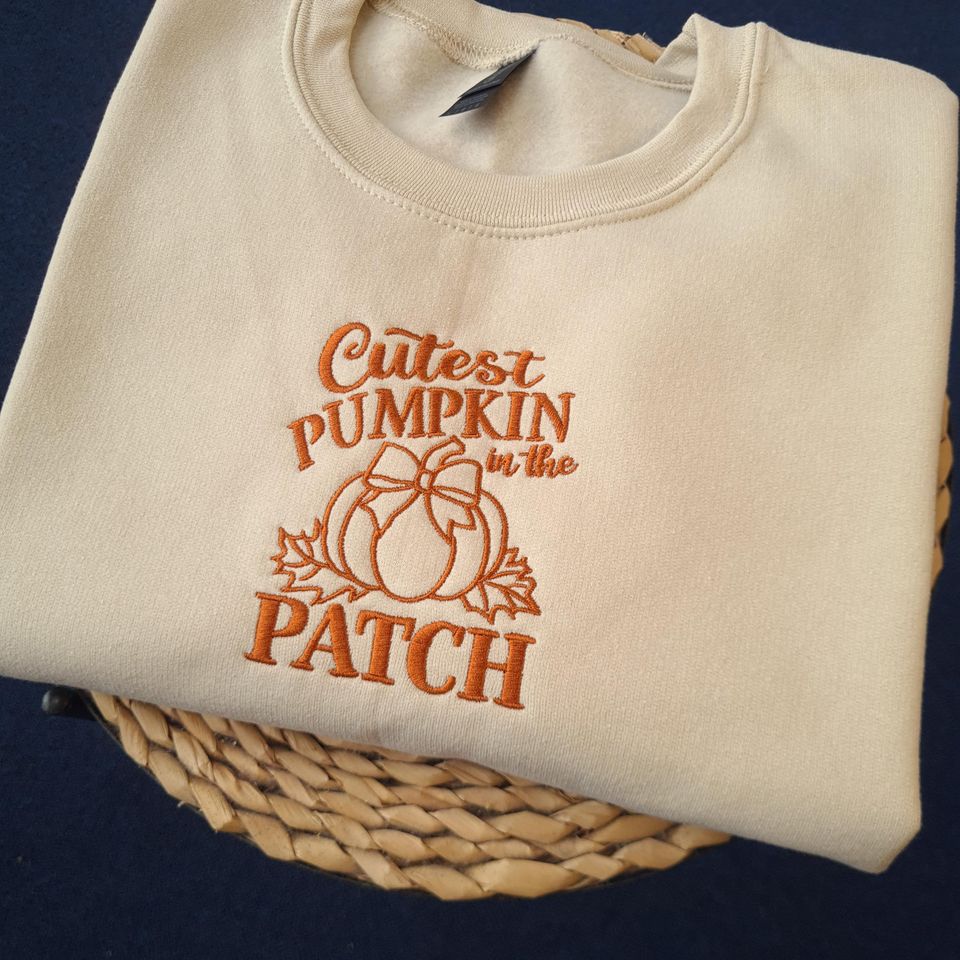 Cutest
PUMPKIN
in the
PATCH